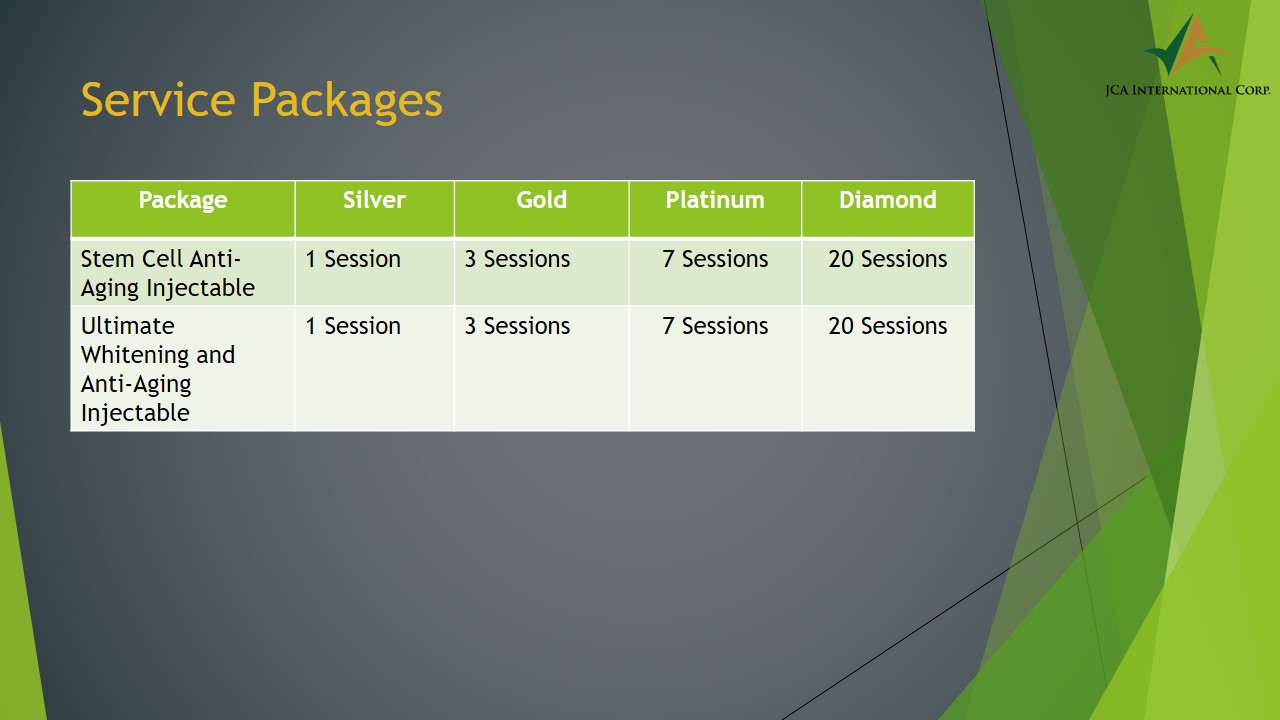 JCA INTERNATIONAL CORP.
Service Packages
Package Silver Gold Platinum Diamond
Stem Cell Anti-
Aging Injectable 1 Session 3 Sessions 7 Sessions 20 Sessions
Ultimate
Whitening and
Anti-Aging
Injectable 1 Session 3 Sessions 7 Sessions 20 Sessions